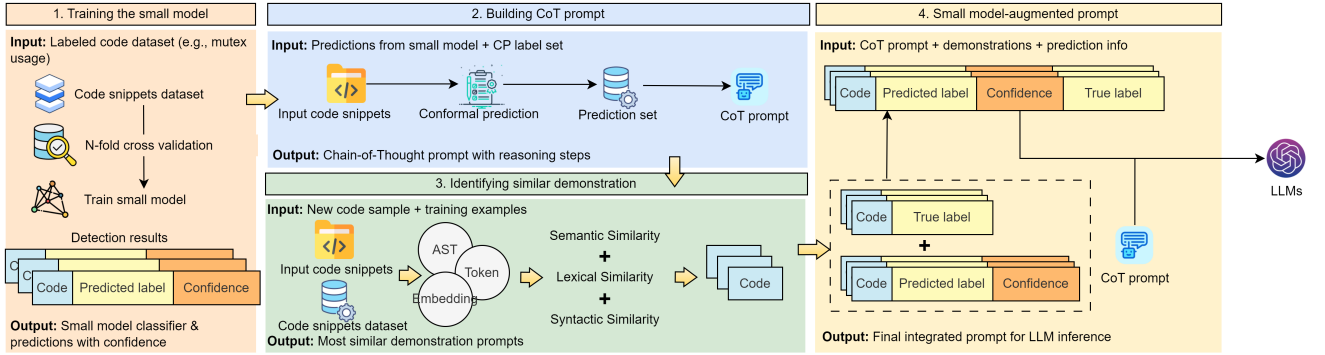 1. Training the small model
Input: Labeled code dataset (e.g., mutex
usage)
Code snippets dataset
N-fold cross validation
Train small model
Detection results
C
C
Code
Predicted label
Confidence
Output: Small model classifier &
predictions with confidence
2. Building CoT prompt
Input: Predictions from small model + CP label set
Input code snippets
Conformal prediction
Prediction set
CoT prompt
Output: Chain-of-Thought prompt with reasoning steps
3. Identifying similar demonstration
Input: New code sample + training examples
Input code snippets
Code snippets dataset
AST
Token
Embedding
Semantic Similarity
+
Lexical Similarity
+
Syntactic Similarity
Code
Output: Most similar demonstration prompts
4. Small model-augmented prompt
Input: CoT prompt + demonstrations + prediction info
Code
Predicted label
Confidence
True label
Code
True label
+
Code
Predicted label
Confidence
CoT prompt
Output: Final integrated prompt for LLM inference
LLMs